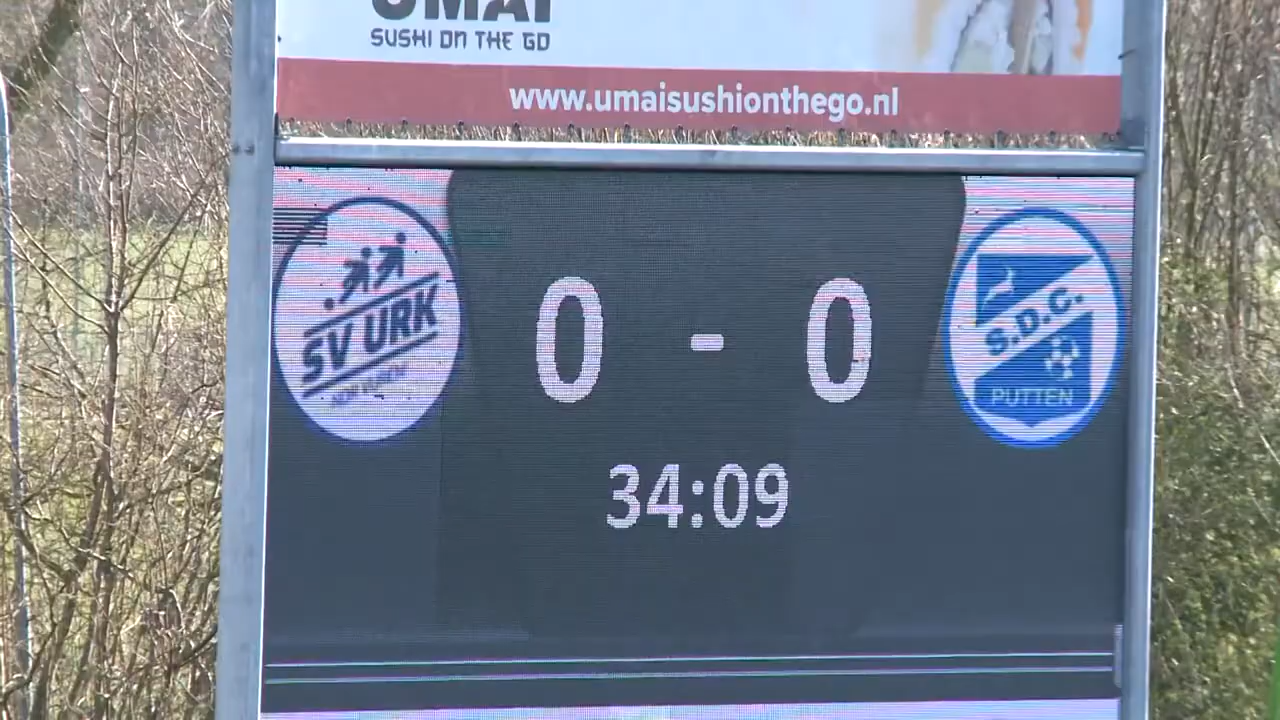 UMAI
SUSHI ON THE GO
www.umaisushionthego.nl
SV URK
0 - 0
S.D.C.
PUTTEN
34:09